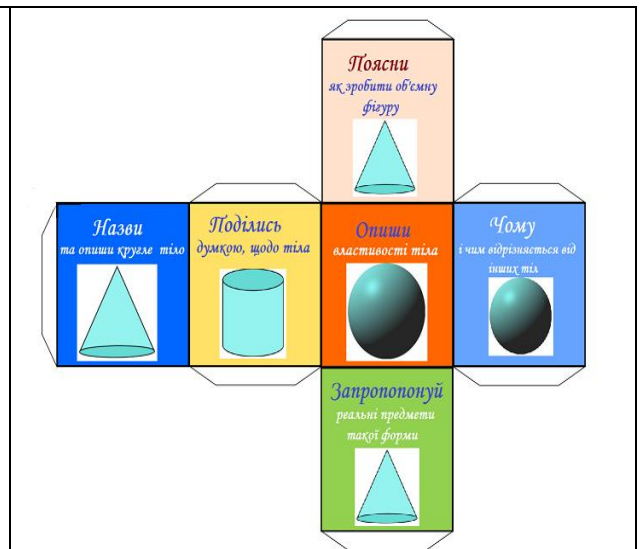 Поясни
як зробити об'ємну
фігуру
Назви
та опиши кругле тіло
Поділись
думкою, щодо тіла
Опиши
властивості тіла
Чому
і чим відрізняється від
інших тіл
Запропопонуй
реальні предмети
такої форми